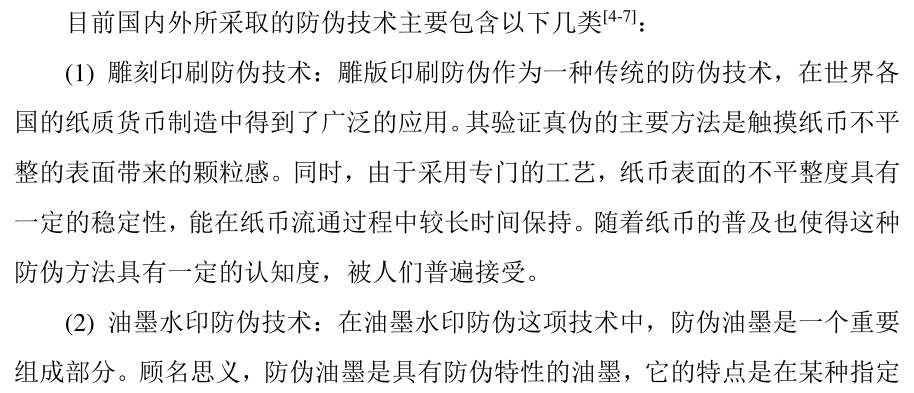 目前国内外所采取的防伪技术主要包含以下几类[4-7]：
(1) 雕刻印刷防伪技术：雕版印刷防伪作为一种传统的防伪技术，在世界各
国的纸质货币制造中得到了广泛的应用。其验证真伪的主要方法是触摸纸币不平
整的表面带来的颗粒感。同时，由于采用专门的工艺，纸币表面的不平整度具有
一定的稳定性，能在纸币流通过程中较长时间保持。随着纸币的普及也使得这种
防伪方法具有一定的认知度，被人们普遍接受。
(2) 油墨水印防伪技术：在油墨水印防伪这项技术中，防伪油墨是一个重要
组成部分。顾名思义，防伪油墨是具有防伪特性的油墨，它的特点是在某种指定